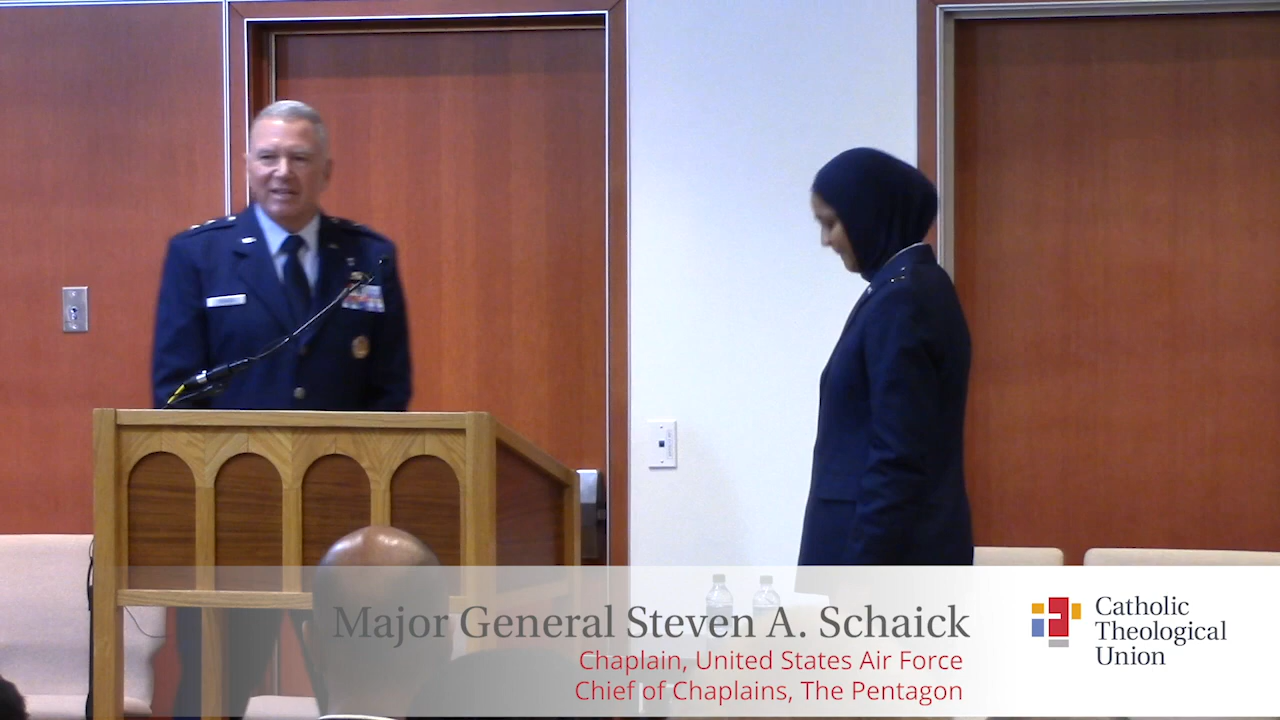 Major General Steven A. Schaick
Chaplain, United States Air Force
Chief of Chaplains, The Pentagon
Catholic
Theological
Union